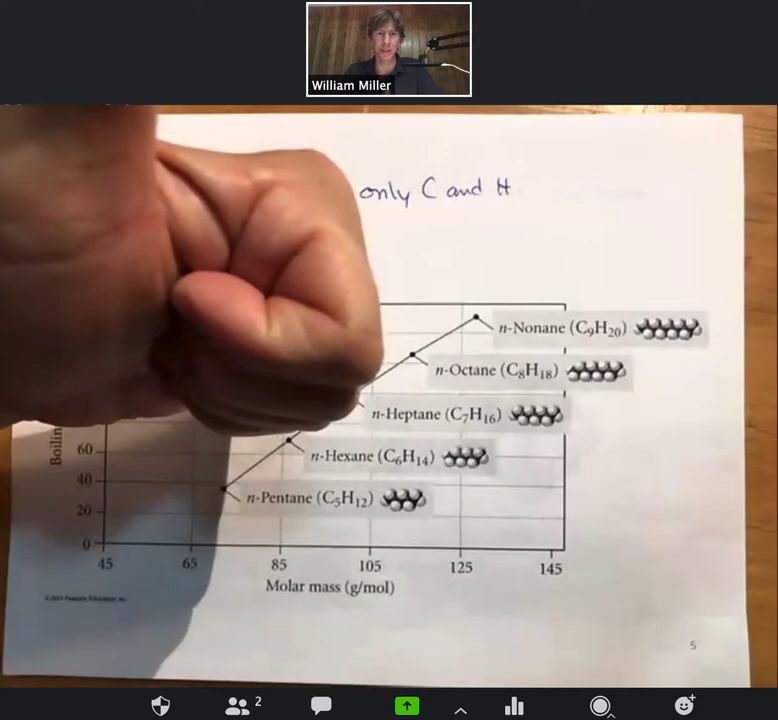 William Miller
only C and H
n-Nonane (C₉H₂₀)
n-Octane (C₈H₁₈)
n-Heptane (C₇H₁₆)
n-Hexane (C₆H₁₄)
n-Pentane (C₅H₁₂)
60
40
20
0
45 65 85 105 125 145
Molar mass (g/mol)
5
2